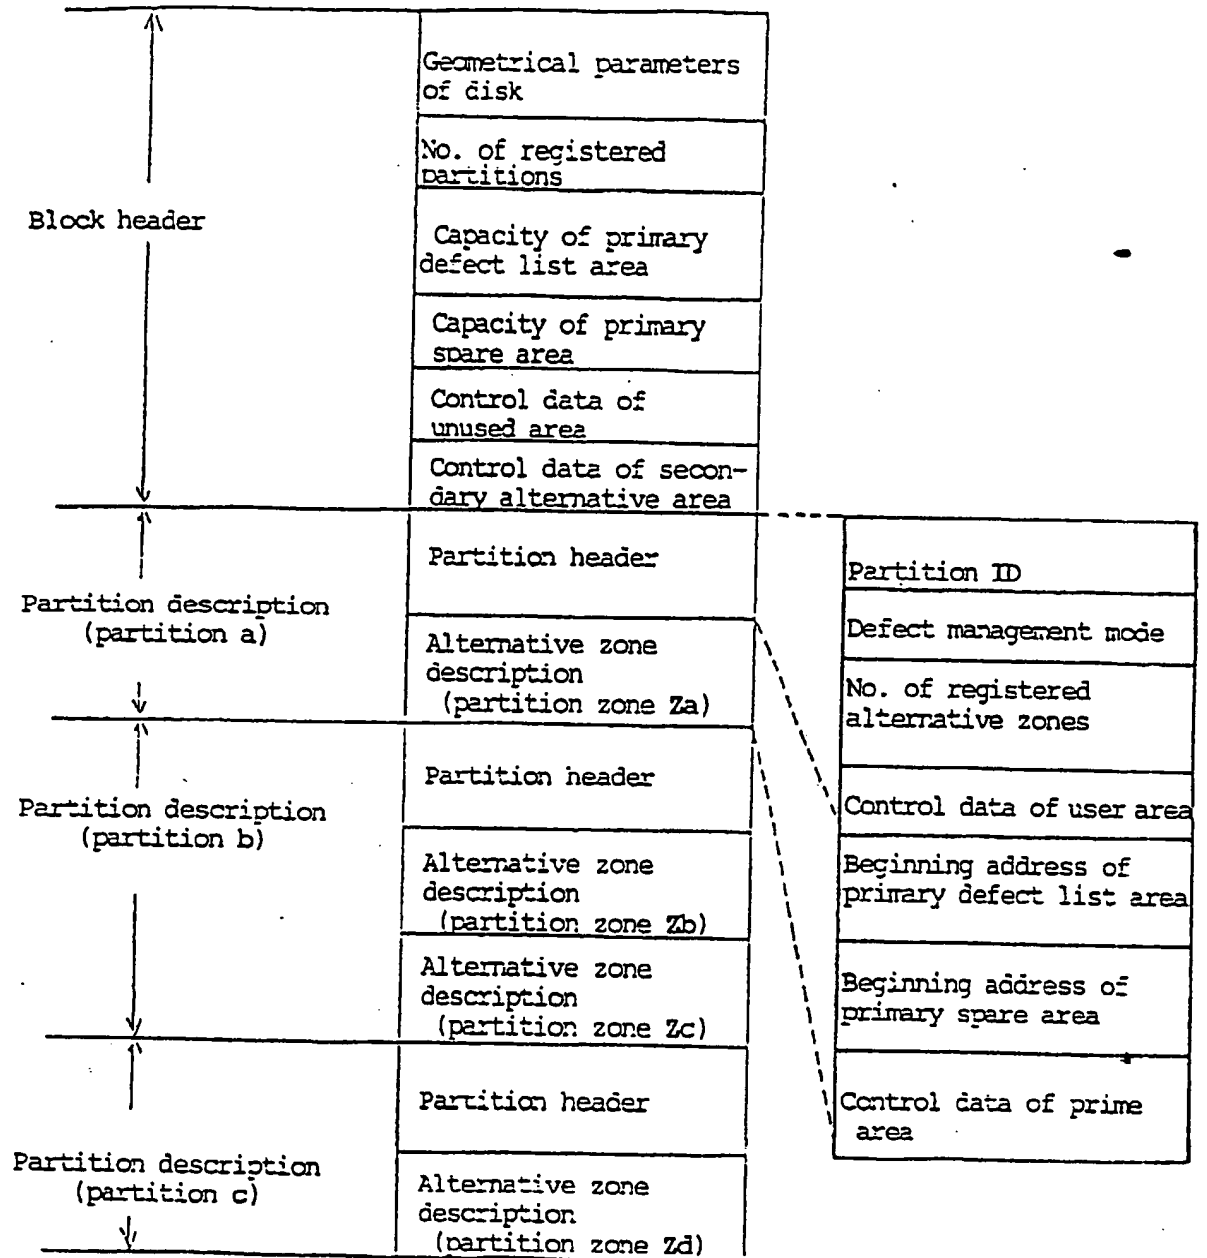 Geometrical parameters
of disk
No. of registered
partitions
Block header
Capacity of primary
defect list area
Capacity of primary
spare area
Control data of
unused area
Control data of secon-
dary alternative area
Partition description
(partition a)
Partition header
Alternative zone
description
(partition zone Za)
Partition description
(partition b)
Partition header
Alternative zone
description
(partition zone Zb)
Alternative zone
description
(partition zone Zc)
Partition description
(partition c)
Partition header
Alternative zone
description
(partition zone Zd)
Partition ID
Defect management mode
No. of registered
alternative zones
Control data of user area
Beginning address of
primary defect list area
Beginning address of
primary spare area
Control data of prime
area